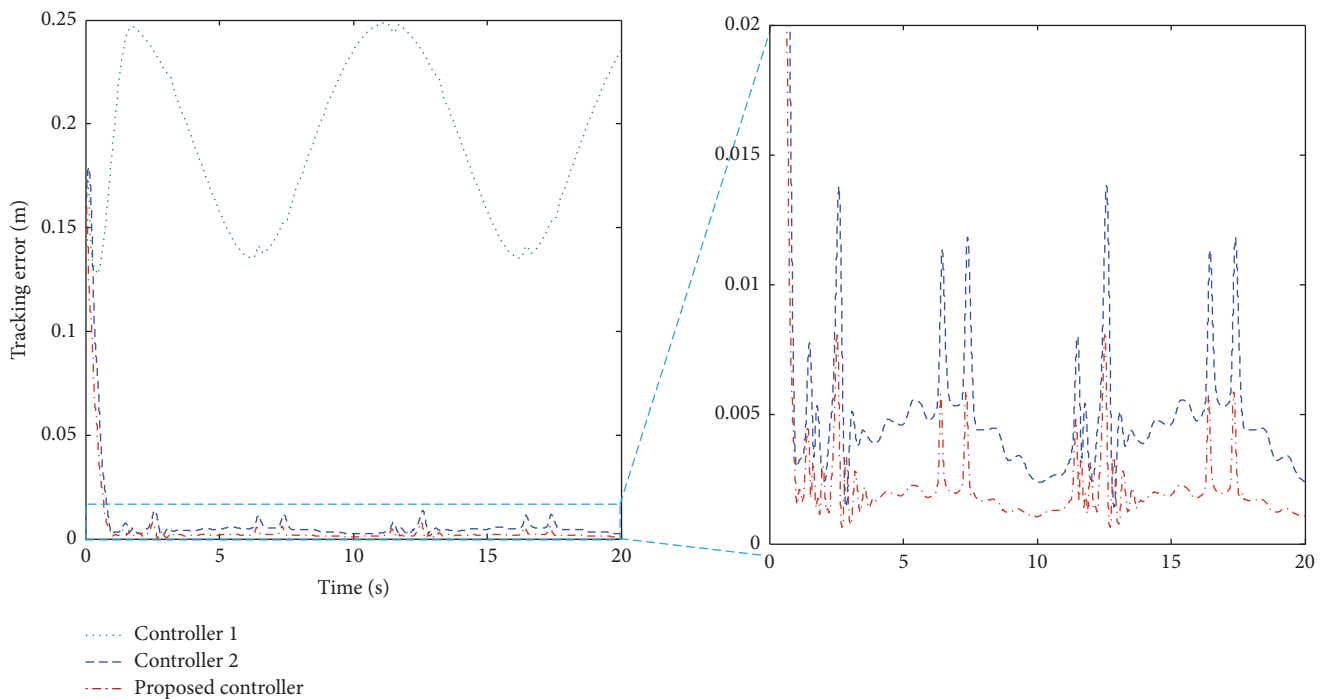 0.25
0.2
0.15
0.1
0.05
0
Tracking error (m)
0 5 10 15 20
Time (s)
0.02
0.015
0.01
0.005
0
0 5 10 15 20
Controller 1
Controller 2
Proposed controller